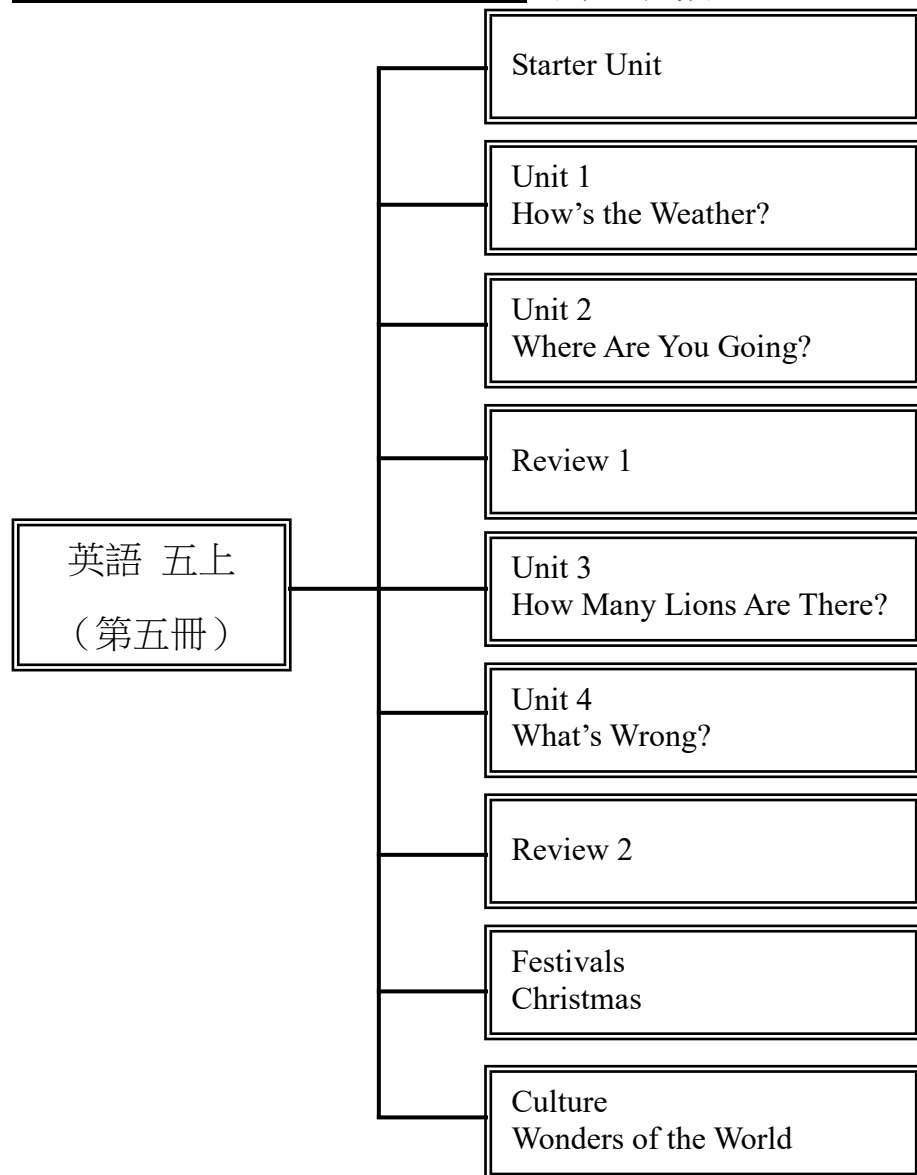 Starter Unit
Unit 1
How’s the Weather?
Unit 2
Where Are You Going?
Review 1
英語 五上
（第五冊）
Unit 3
How Many Lions Are There?
Unit 4
What’s Wrong?
Review 2
Festivals
Christmas
Culture
Wonders of the World